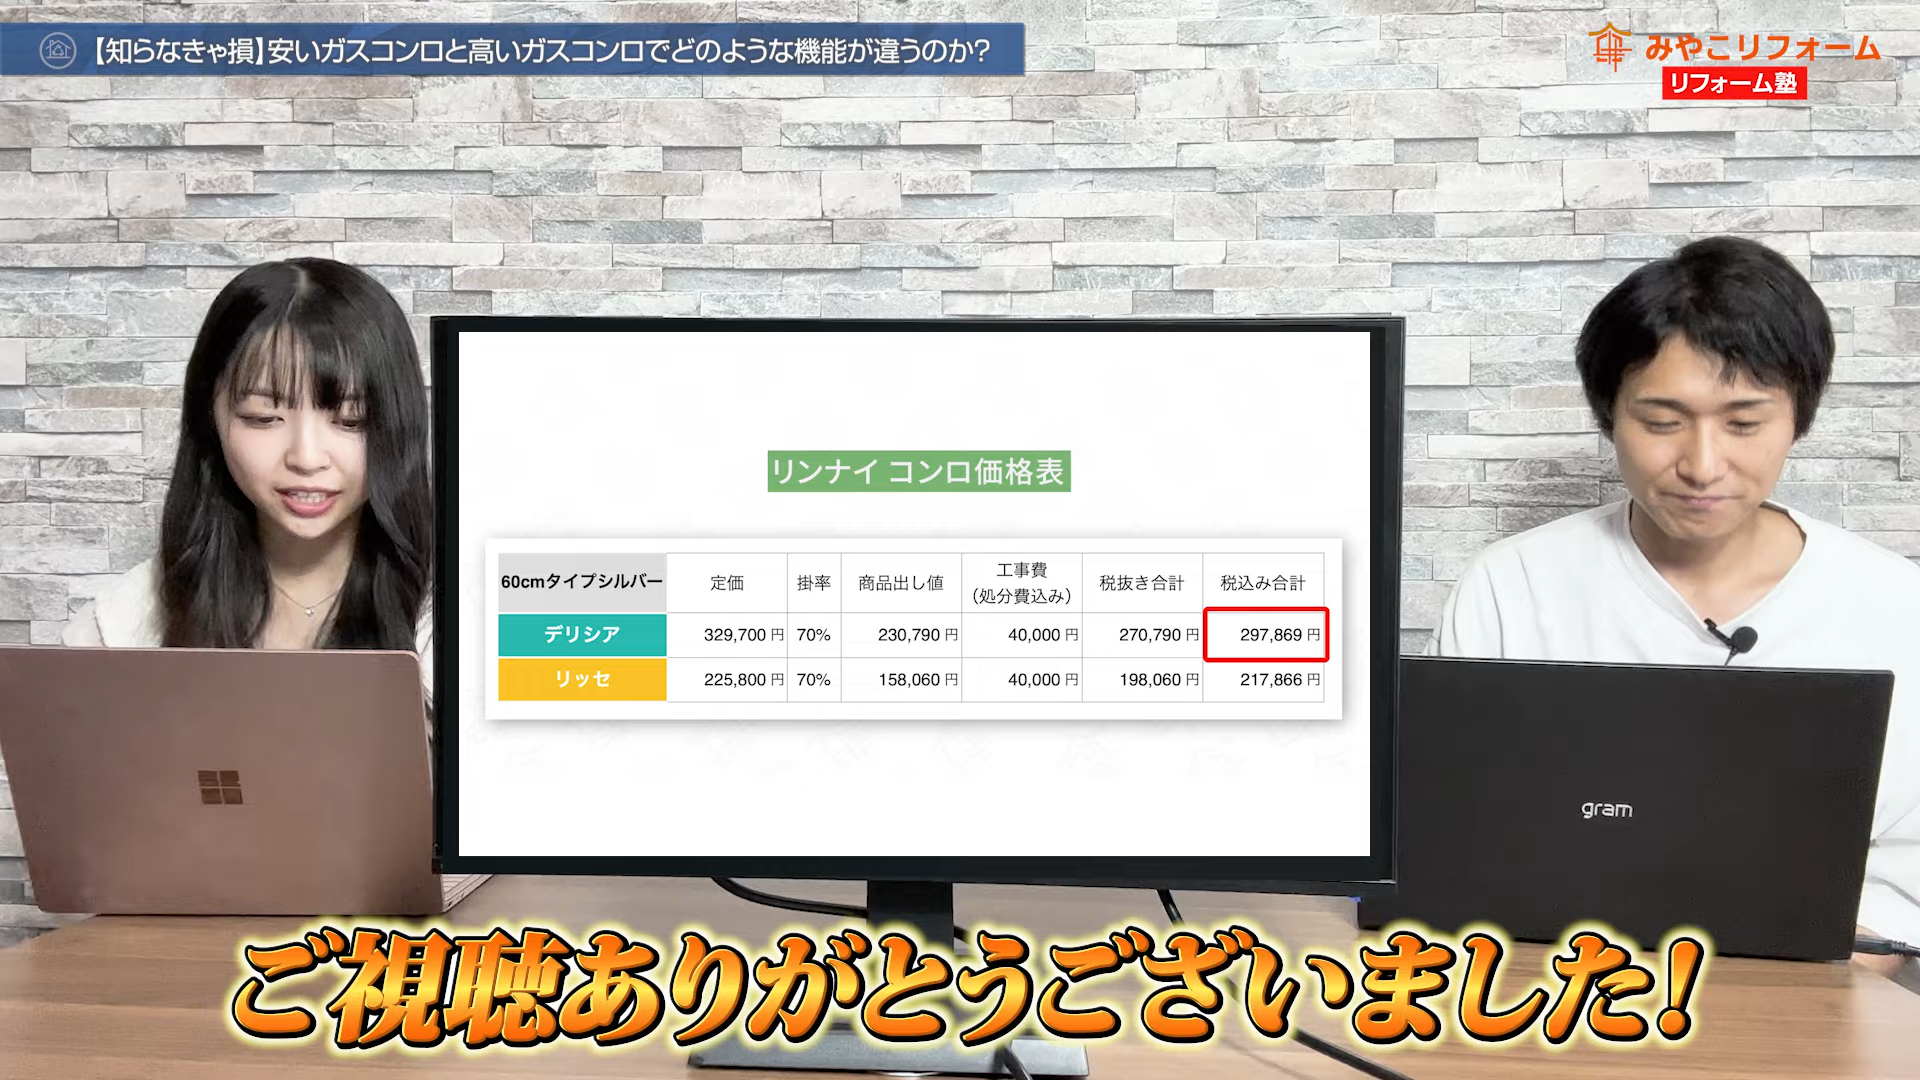 【知らなきゃ損】安いガスコンロと高いガスコンロでどのような機能が違うのか?
みやこリフォーム
リフォーム塾
リンナイ コンロ価格表
60cmタイプシルバー 定価 掛率 商品出し値 工事費 (処分費込み) 税抜き合計 税込み合計
デリシア 329,700 円 70% 230,790 円 40,000 円 270,790 円 297,869 円
リッセ 225,800 円 70% 158,060 円 40,000 円 198,060 円 217,866 円
gram
ご視聴ありがとうございました!